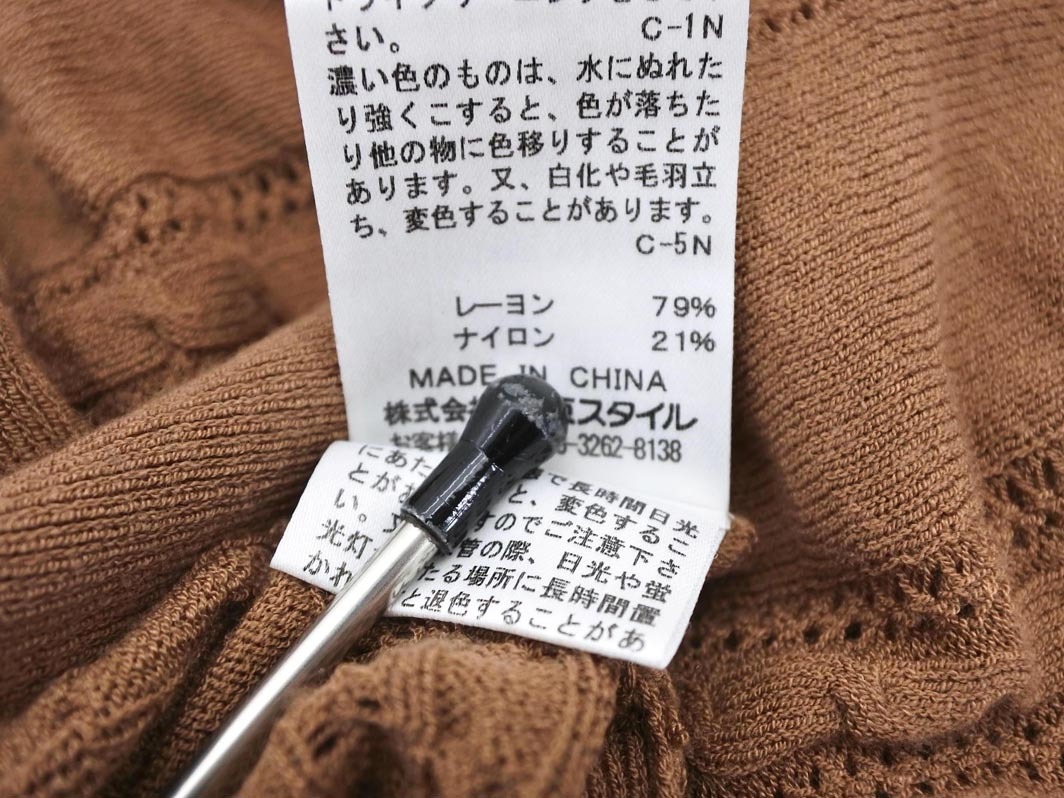 さい。
C-1N
濃い色のものは、水にぬれた
り強くこすると、色が落ちた
り他の物に色移りすることが
あります。又、白化や毛羽立
ち、変色することがあります。
C-5N
レーヨン 79%
ナイロン 21%
MADE IN CHINA
株式会 スタイル
お客様 -3262-8138
にあた で長時間日光
とが と、変色するこ
い。 すのでご注意下さ
光灯 管の際、日光や蛍
かれ たる場所に長時間置
と退色することがあ